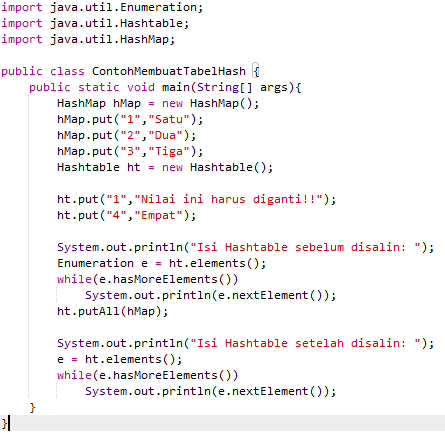 import java.util.Enumeration;
import java.util.Hashtable;
import java.util.HashMap;
public class ContohMembuatTabelHash {
public static void main(String[] args){
HashMap hMap = new HashMap();
hMap.put("1","Satu");
hMap.put("2","Dua");
hMap.put("3","Tiga");
Hashtable ht = new Hashtable();
ht.put("1","Nilai ini harus diganti!!");
ht.put("4","Empat");
System.out.println("Isi Hashtable sebelum disalin: ");
Enumeration e = ht.elements();
while(e.hasMoreElements())
System.out.println(e.nextElement());
ht.putAll(hMap);
System.out.println("Isi Hashtable setelah disalin: ");
e = ht.elements();
while(e.hasMoreElements())
System.out.println(e.nextElement());
}
}